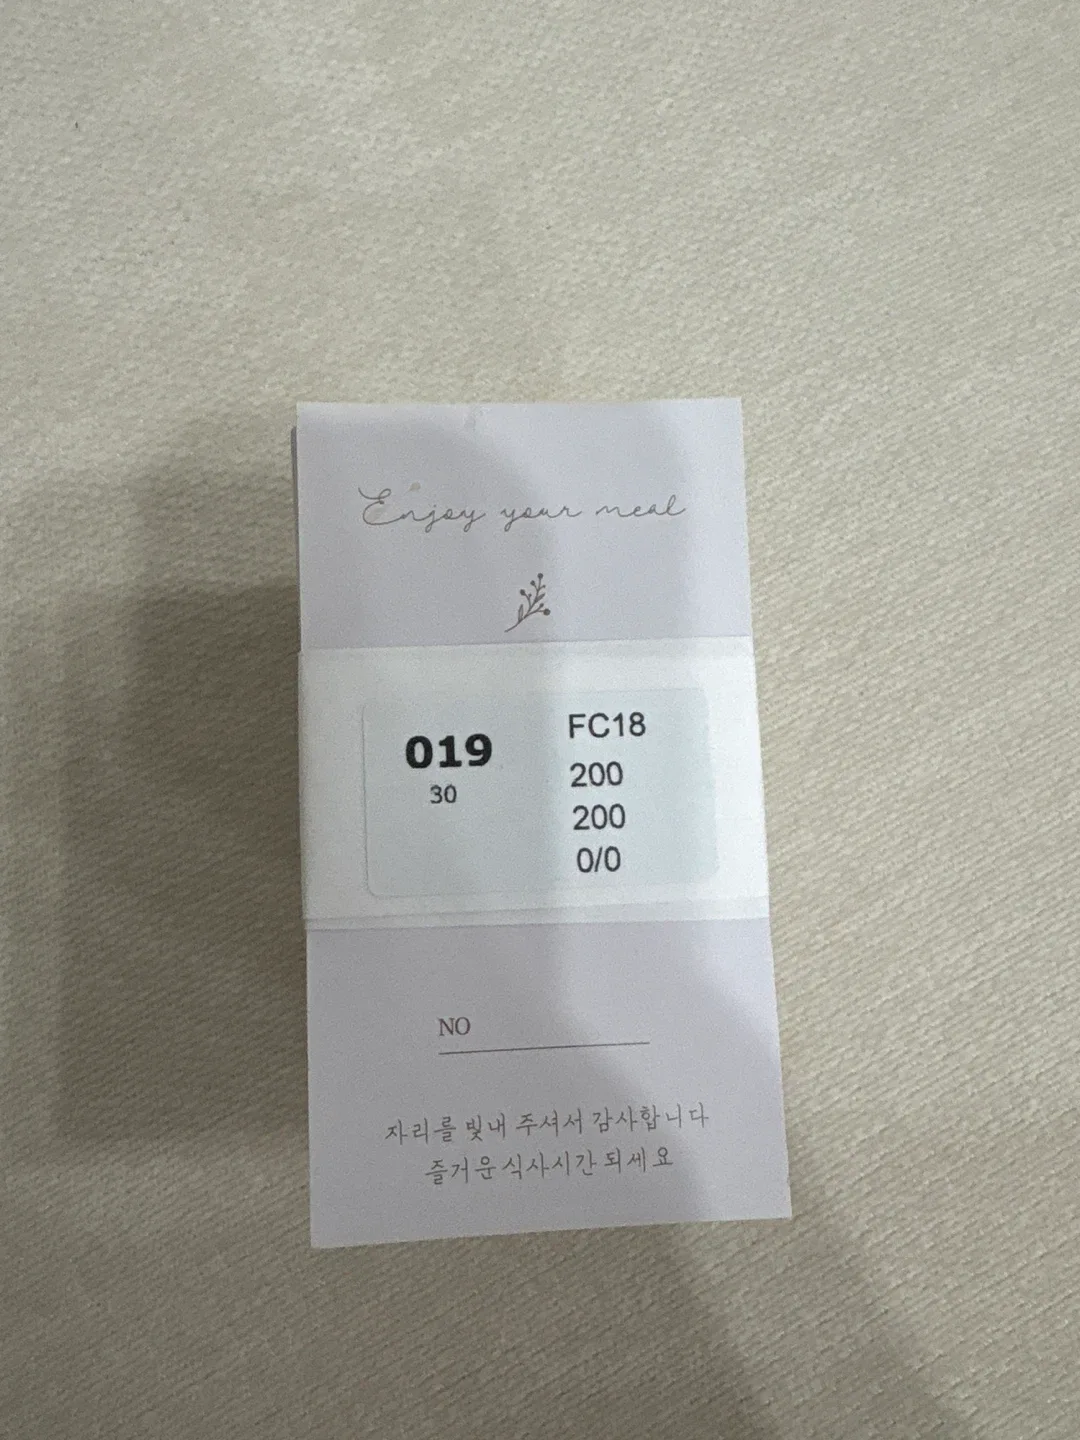 Enjoy your meal
019
30
FC18
200
200
0/0
NO
자리를 빛내 주셔서 감사합니다
즐거운 식사시간 되세요